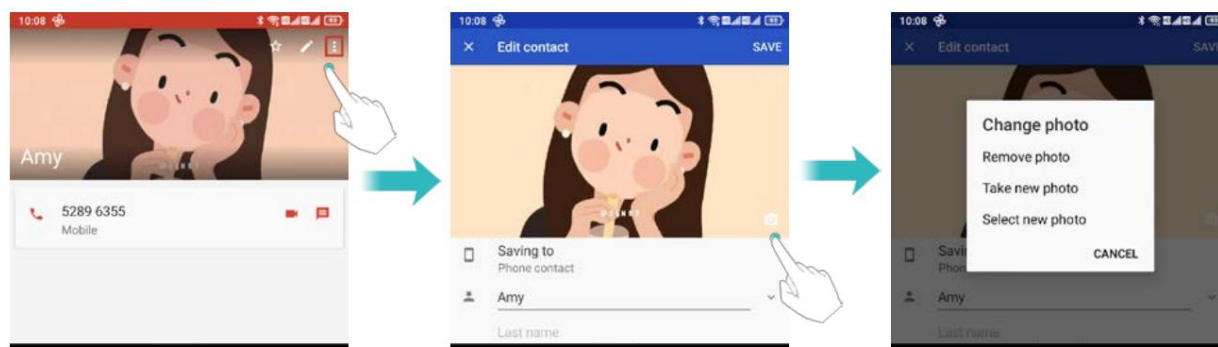 10:08
Amy
5289 6355
Mobile
10:08
Edit contact
SAVE
Saving to
Phone contact
Amy
Last name
10:08
Edit contact
Change photo
Remove photo
Take new photo
Select new photo
CANCEL
Amy
Last name